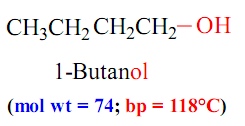 CH₃CH₂CH₂CH₂−OH
1-Butanol
(mol wt = 74; bp = 118°C)